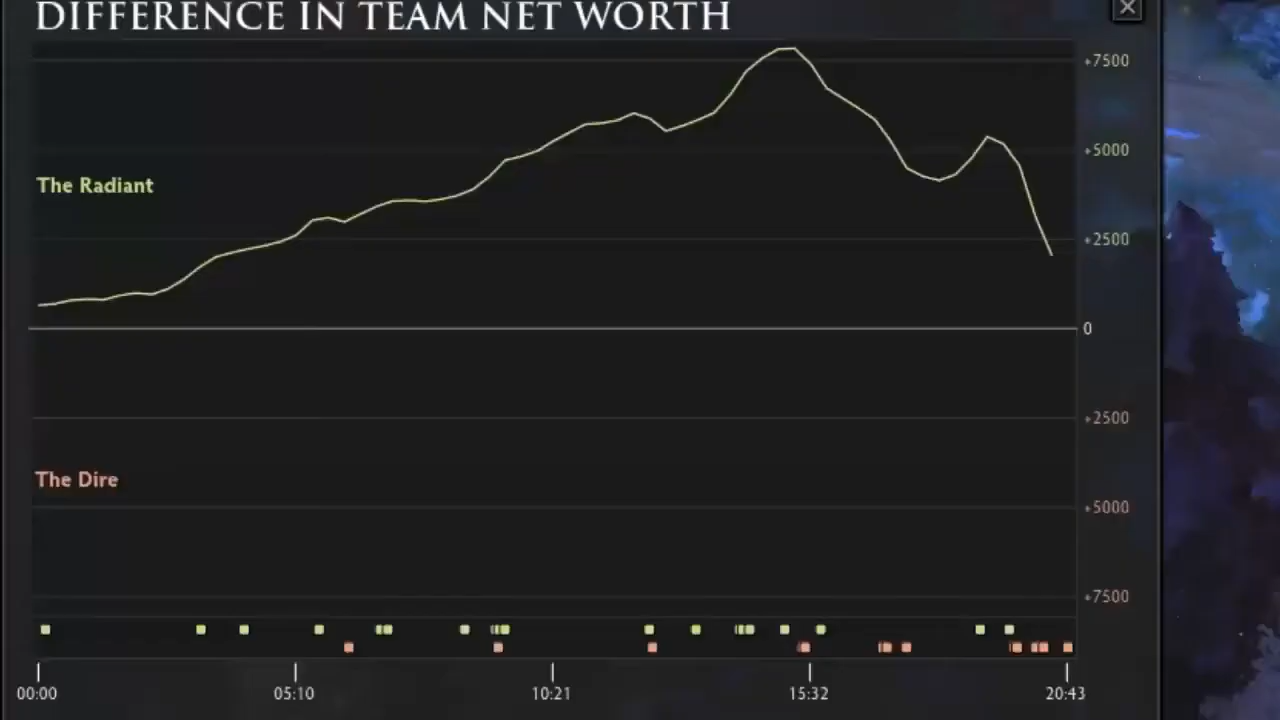 DIFFERENCE IN TEAM NET WORTH
+7500
+5000
The Radiant
+2500
0
+2500
The Dire
+5000
+7500
00:00 05:10 10:21 15:32 20:43